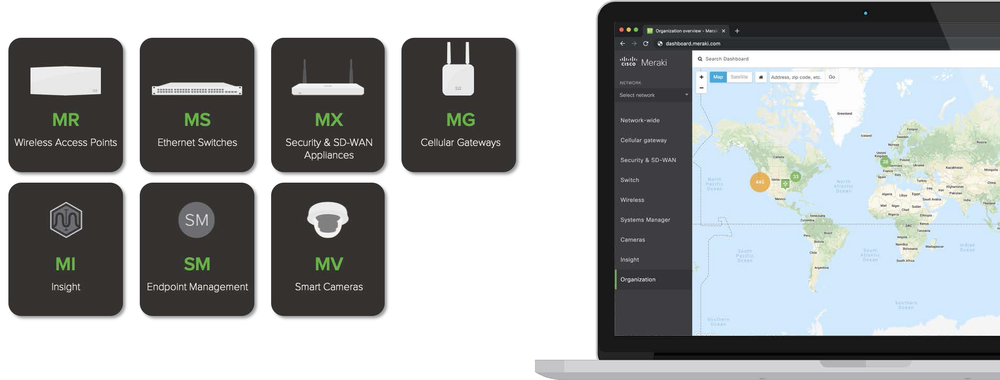 MR
Wireless Access Points
MS
Ethernet Switches
MX
Security & SD-WAN
Appliances
MG
Cellular Gateways
MI
Insight
SM
SM
Endpoint Management
MV
Smart Cameras
Organization overview - Merak
dashboard.meraki.com
cisco Meraki
Search Dashboard
NETWORK
Select network
Network-wide
Cellular gateway
Security & SD-WAN
Switch
Wireless
Systems Manager
Cameras
Insight
Organization
+
−
Map
Satellite
Address, zip code, etc.
Go
Greenland
Iceland
Finland
Sweden
Norway
Russia
United
Kingdom
28
Poland
Germany
Ukraine
France
Italy
Spain
Turkey
Kazakhstan
Mongolia
China
Canada
445
United
33
Mexico
North
Pacific
Ocean
North
Atlantic
Ocean
Iraq
Iran
Afghanistan
Pakistan
Algeria
Libya
Egypt
Saudi Arabia
India
Thailand
Mali
Niger
Chad
Sudan
Nigeria
Ethiopia
DRC
Kenya
Tanzania
Angola
Namibia
Botswana
Madagascar
South Africa
Venezuela
Colombia
Peru
Brazil
Bolivia
Chile
Argentina
South
Pacific
Ocean
South
Atlantic
Ocean
Indian
Ocean
Southern
Ocean
Southern
Ocean
Google